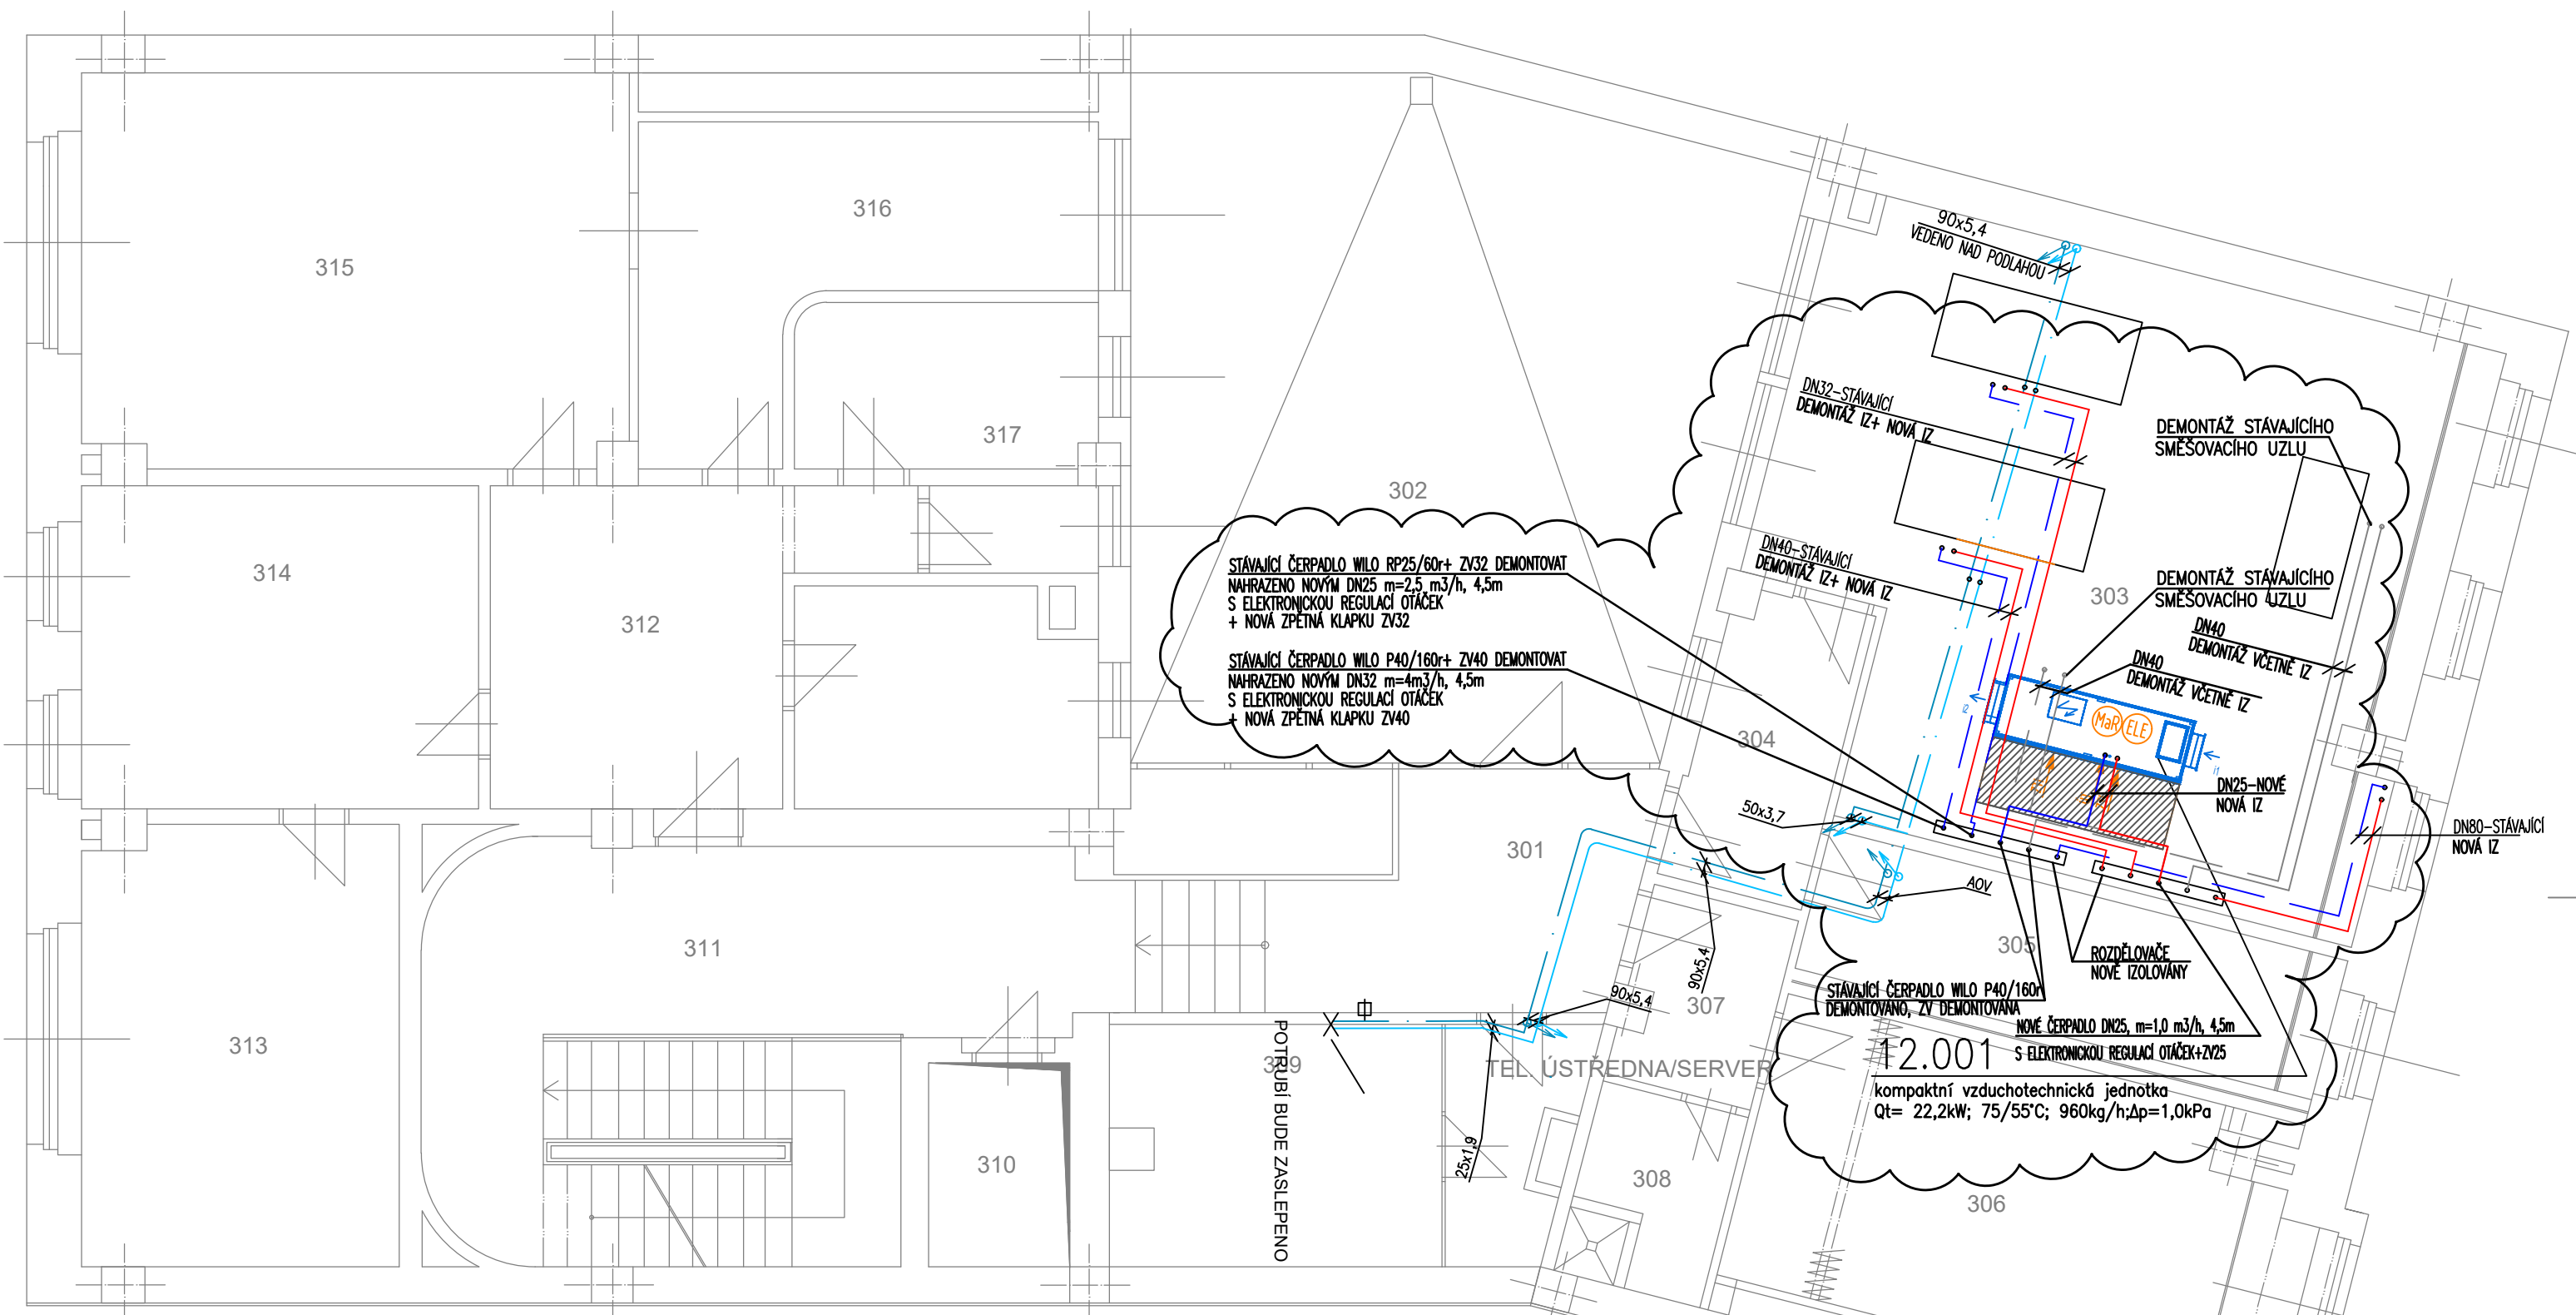 315
316
317
314
312
313
311
310
309
302
301
303
304
305
306
307
308
TEL. ÚSTŘEDNA/SERVER
POTRUBÍ BUDE ZASLEPENO
90x5,4
VEDENO NAD PODLAHOU
DN32-STÁVAJÍCÍ
DEMONTÁŽ IZ+ NOVÁ IZ
DN40-STÁVAJÍCÍ
DEMONTÁŽ IZ+ NOVÁ IZ
DEMONTÁŽ STÁVAJÍCÍHO
SMĚŠOVACÍHO UZLU
DEMONTÁŽ STÁVAJÍCÍHO
SMĚŠOVACÍHO UZLU
DN40
DEMONTÁŽ VČETNĚ IZ
DN40
DEMONTÁŽ VČETNĚ IZ
MaR
ELE
DN25-NOVÉ
NOVÁ IZ
DN80-STÁVAJÍCÍ
NOVÁ IZ
STÁVAJÍCÍ ČERPADLO WILO RP25/60r+ ZV32 DEMONTOVAT
NAHRAZENO NOVÝM DN25 m=2,5 m3/h, 4,5m
S ELEKTRONICKOU REGULACÍ OTÁČEK
+ NOVÁ ZPĚTNÁ KLAPKU ZV32
STÁVAJÍCÍ ČERPADLO WILO P40/160r+ ZV40 DEMONTOVAT
NAHRAZENO NOVÝM DN32 m=4m3/h, 4,5m
S ELEKTRONICKOU REGULACÍ OTÁČEK
+ NOVÁ ZPĚTNÁ KLAPKU ZV40
50x3,7
AOV
90x5,4
90x5,4
25x1,9
ROZDĚLOVAČE
NOVĚ IZOLOVÁNY
STÁVAJÍCÍ ČERPADLO WILO P40/160r
DEMONTOVÁNO, ZV DEMONTOVÁNA
NOVÉ ČERPADLO DN25, m=1,0 m3/h, 4,5m
S ELEKTRONICKOU REGULACÍ OTÁČEK+ZV25
12.001
kompaktní vzduchotechnická jednotka
Qt= 22,2kW; 75/55°C; 960kg/h;Δp=1,0kPa